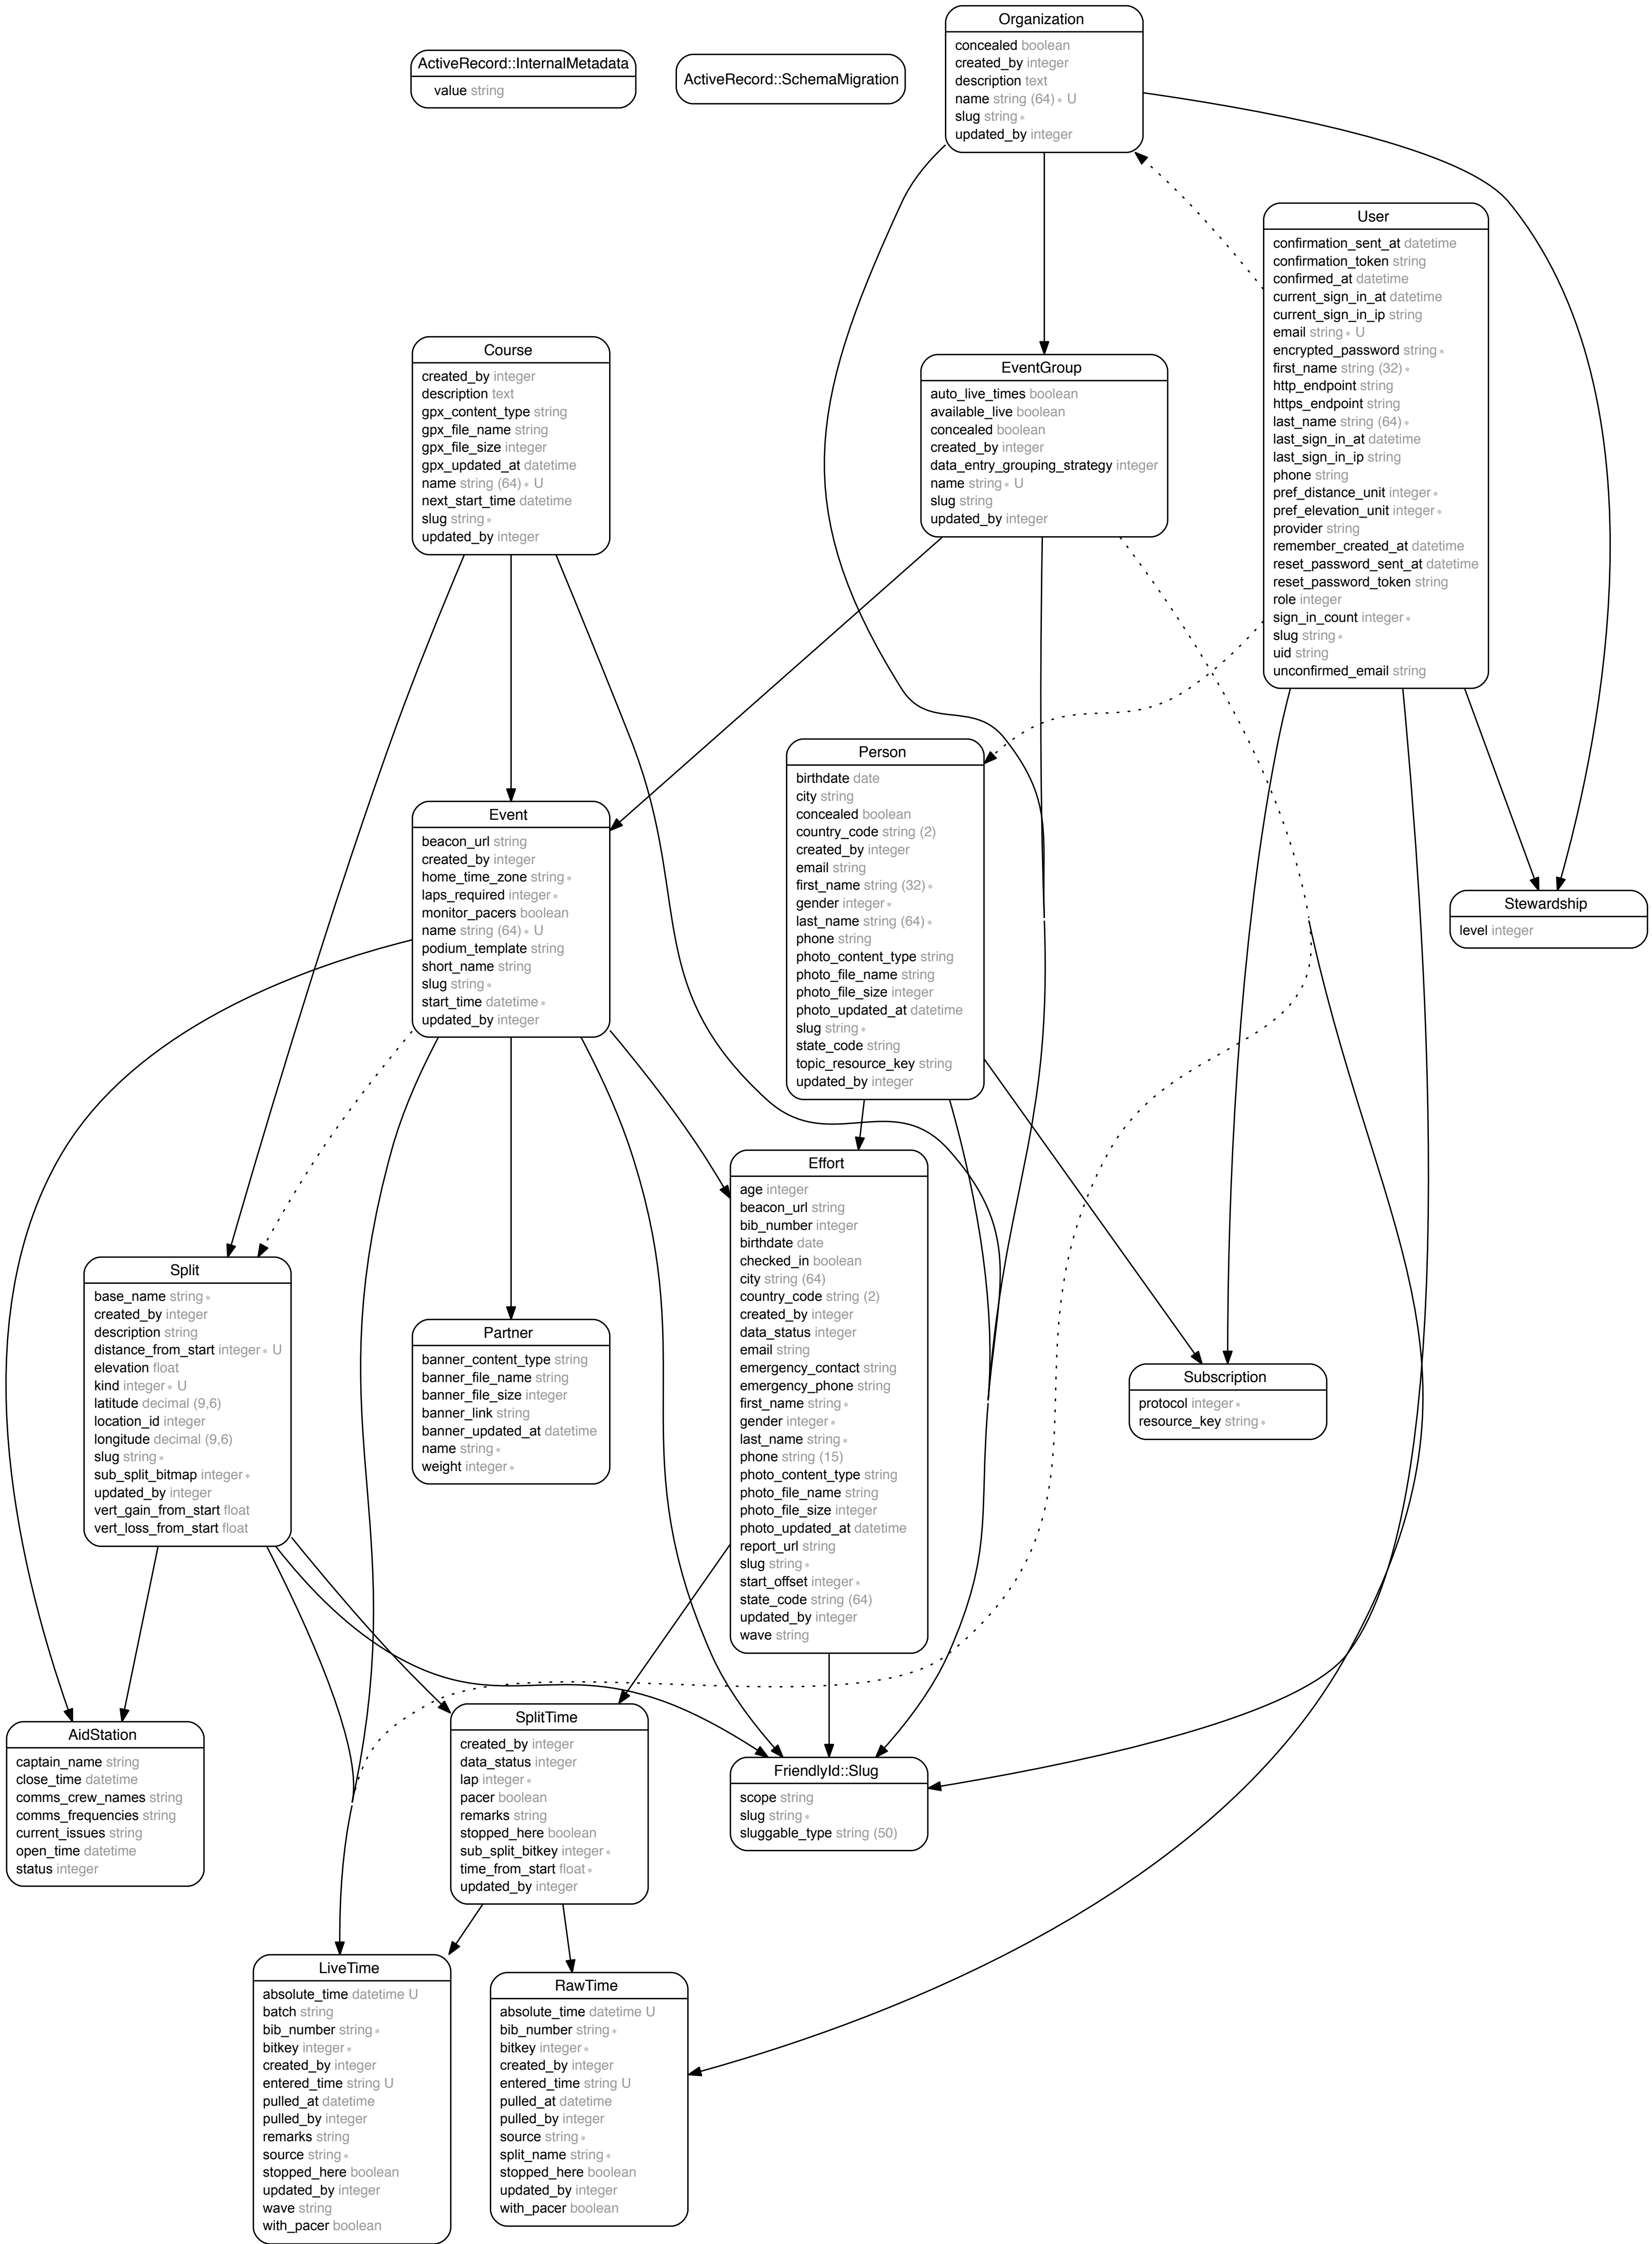 Organization
concealed boolean
created_by integer
description text
name string (64) ∗ U
slug string ∗
updated_by integer
ActiveRecord::InternalMetadata
value string
ActiveRecord::SchemaMigration
User
confirmation_sent_at datetime
confirmation_token string
confirmed_at datetime
current_sign_in_at datetime
current_sign_in_ip string
email string ∗ U
encrypted_password string ∗
first_name string (32) ∗
http_endpoint string
https_endpoint string
last_name string (64) ∗
last_sign_in_at datetime
last_sign_in_ip string
phone string
pref_distance_unit integer ∗
pref_elevation_unit integer ∗
provider string
remember_created_at datetime
reset_password_sent_at datetime
reset_password_token string
role integer
sign_in_count integer ∗
slug string ∗
uid string
unconfirmed_email string
Course
created_by integer
description text
gpx_content_type string
gpx_file_name string
gpx_file_size integer
gpx_updated_at datetime
name string (64) ∗ U
next_start_time datetime
slug string ∗
updated_by integer
EventGroup
auto_live_times boolean
available_live boolean
concealed boolean
created_by integer
data_entry_grouping_strategy integer
name string ∗ U
slug string
updated_by integer
Person
birthdate date
city string
concealed boolean
country_code string (2)
created_by integer
email string
first_name string (32) ∗
gender integer ∗
last_name string (64) ∗
phone string
photo_content_type string
photo_file_name string
photo_file_size integer
photo_updated_at datetime
slug string ∗
state_code string
topic_resource_key string
updated_by integer
Event
beacon_url string
created_by integer
home_time_zone string ∗
laps_required integer ∗
monitor_pacers boolean
name string (64) ∗ U
podium_template string
short_name string
slug string ∗
start_time datetime ∗
updated_by integer
Stewardship
level integer
Effort
age integer
beacon_url string
bib_number integer
birthdate date
checked_in boolean
city string (64)
country_code string (2)
created_by integer
data_status integer
email string
emergency_contact string
emergency_phone string
first_name string ∗
gender integer ∗
last_name string ∗
phone string (15)
photo_content_type string
photo_file_name string
photo_file_size integer
photo_updated_at datetime
report_url string
slug string ∗
start_offset integer ∗
state_code string (64)
updated_by integer
wave string
Split
base_name string ∗
created_by integer
description string
distance_from_start integer ∗ U
elevation float
kind integer ∗ U
latitude decimal (9,6)
location_id integer
longitude decimal (9,6)
slug string ∗
sub_split_bitmap integer ∗
updated_by integer
vert_gain_from_start float
vert_loss_from_start float
Partner
banner_content_type string
banner_file_name string
banner_file_size integer
banner_link string
banner_updated_at datetime
name string ∗
weight integer ∗
Subscription
protocol integer ∗
resource_key string ∗
AidStation
captain_name string
close_time datetime
comms_crew_names string
comms_frequencies string
current_issues string
open_time datetime
status integer
SplitTime
created_by integer
data_status integer
lap integer ∗
pacer boolean
remarks string
stopped_here boolean
sub_split_bitkey integer ∗
time_from_start float ∗
updated_by integer
FriendlyId::Slug
scope string
slug string ∗
sluggable_type string (50)
LiveTime
absolute_time datetime U
batch string
bib_number string ∗
bitkey integer ∗
created_by integer
entered_time string U
pulled_at datetime
pulled_by integer
remarks string
source string ∗
stopped_here boolean
updated_by integer
wave string
with_pacer boolean
RawTime
absolute_time datetime U
bib_number string ∗
bitkey integer ∗
created_by integer
entered_time string U
pulled_at datetime
pulled_by integer
source string ∗
split_name string ∗
stopped_here boolean
updated_by integer
with_pacer boolean